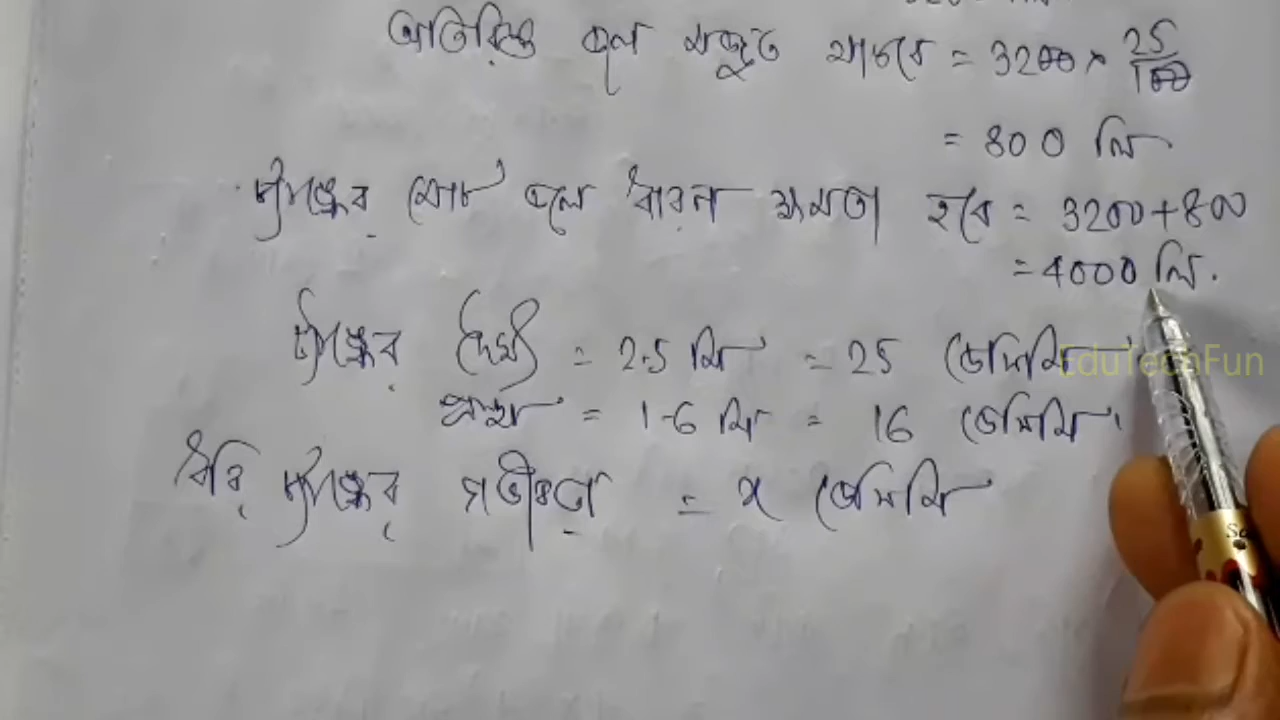 অতিরিক্ত জল মজুত থাকবে = 3200 × 25/100
= 800 লি
ট্যাঙ্কের মোট জল ধারন ক্ষমতা হবে = 3200 + 800
= 4000 লি.
ট্যাঙ্কের দৈর্ঘ্য = 2.5 মি = 25 ডেসিমি
প্রস্থ = 1.6 মি = 16 ডেসিমি
ধরি ট্যাঙ্কের গভীরতা = x ডেসিমি
EduTechFun